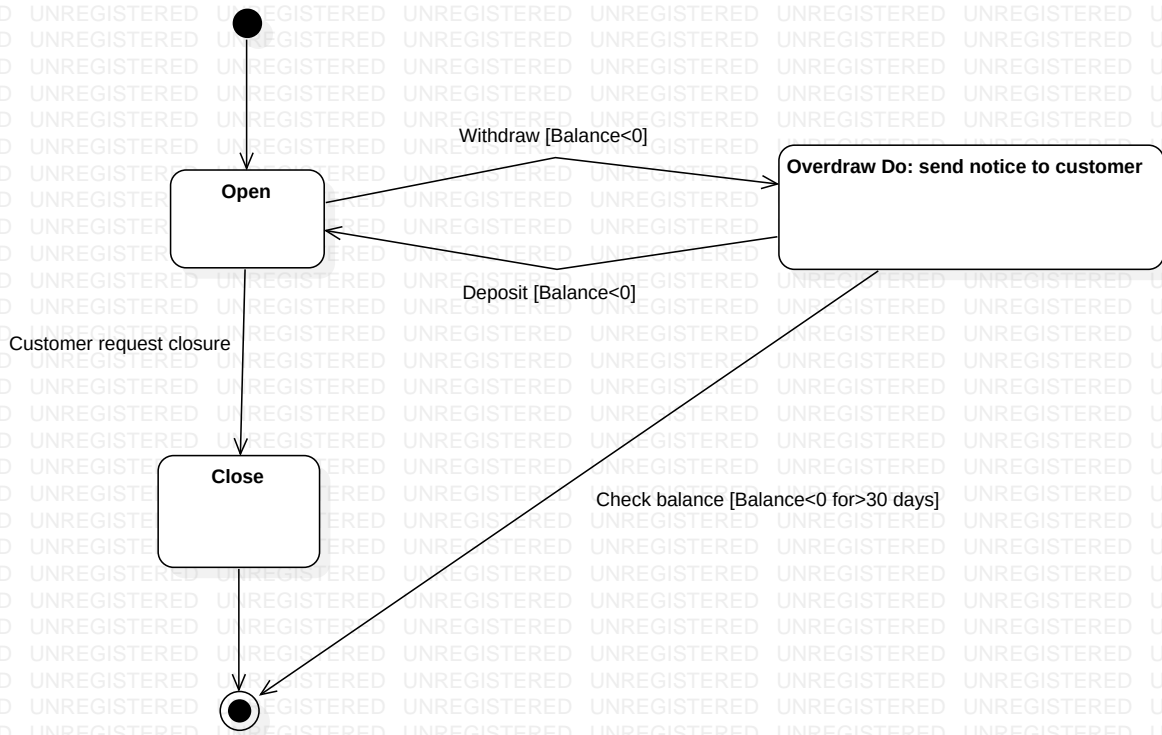 Withdraw [Balance<0]
Open
Overdraw Do: send notice to customer
Deposit [Balance<0]
Customer request closure
Close
Check balance [Balance<0 for>30 days]
UNREGISTERED